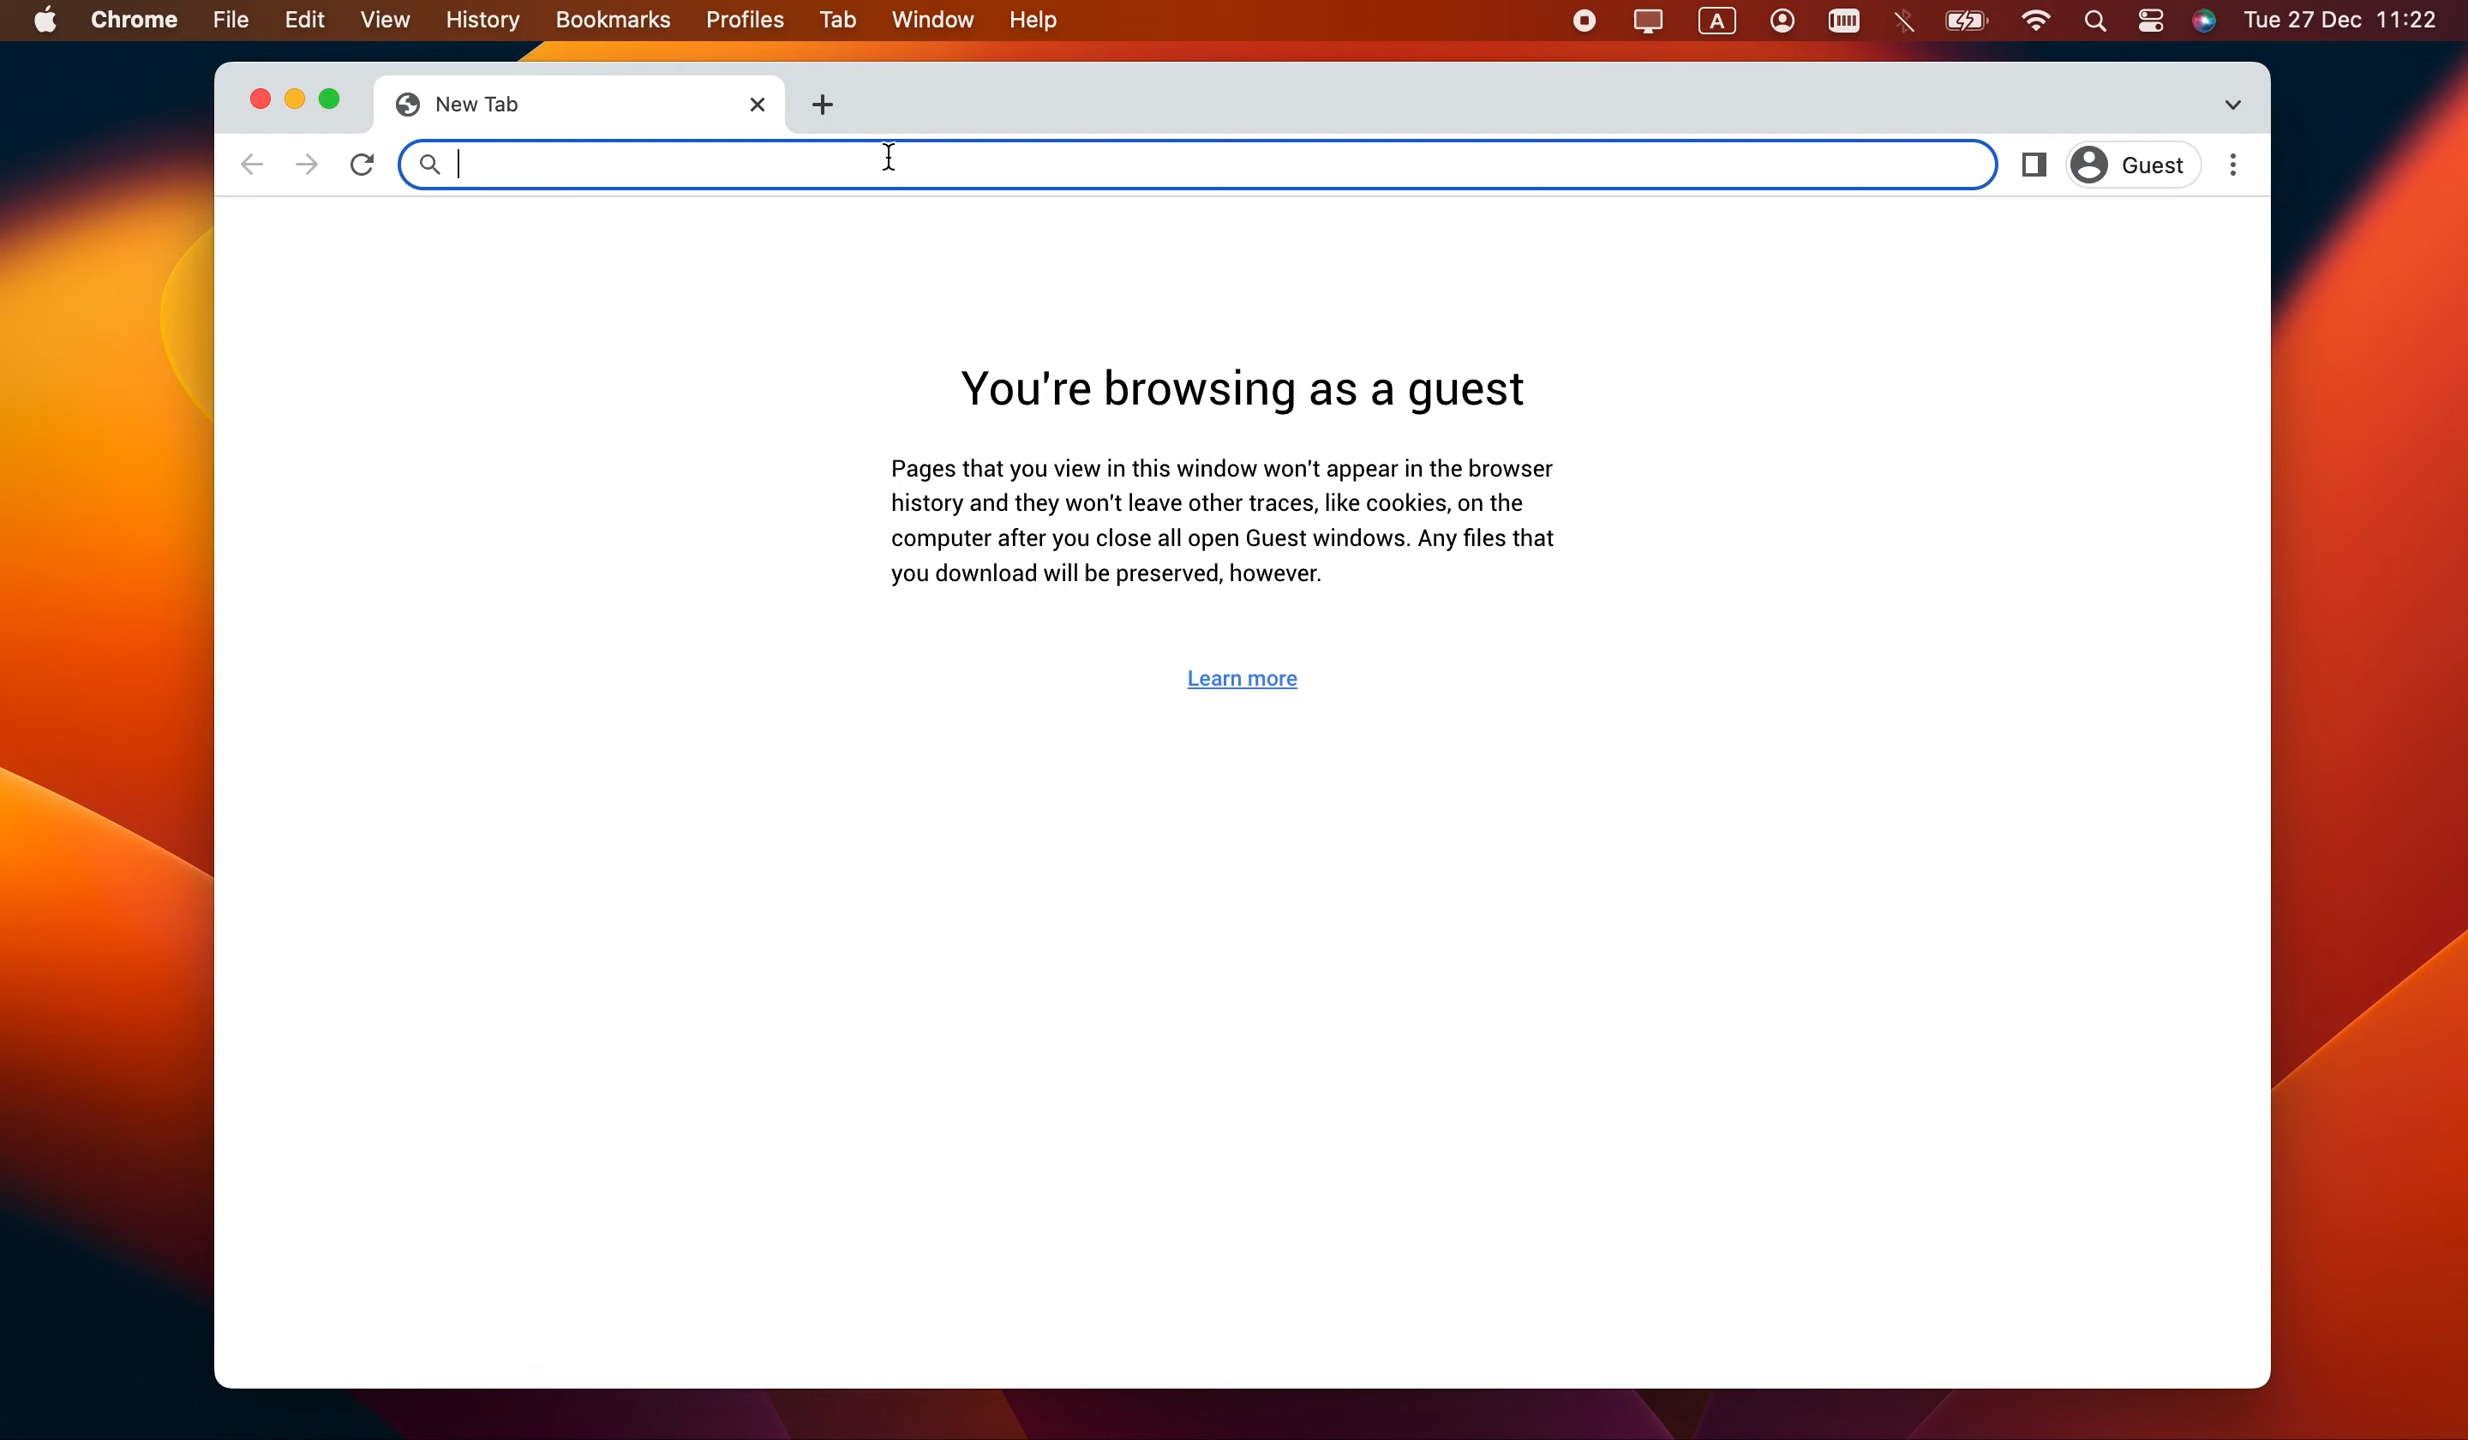 Chrome File Edit View History Bookmarks Profiles Tab Window Help A Tue 27 Dec 11:22
New Tab
Guest
You're browsing as a guest
Pages that you view in this window won't appear in the browser
history and they won't leave other traces, like cookies, on the
computer after you close all open Guest windows. Any files that
you download will be preserved, however.
Learn more